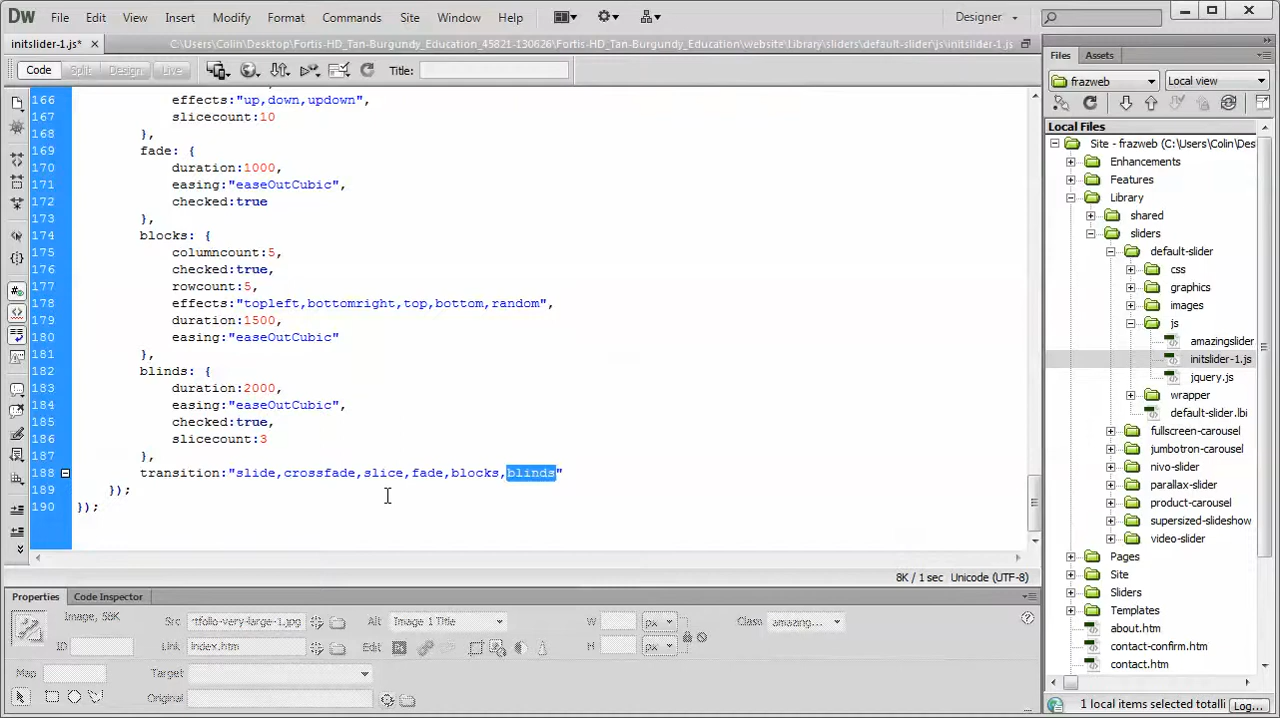 Dw File Edit View Insert Modify Format Commands Site Window Help Designer
initslider-1.js* × C:\Users\Colin\Desktop\Fortis-HD_Tan-Burgundy_Education_45821-130626\Fortis-HD_Tan-Burgundy_Education\website\Library\sliders\default-slider\js\initslider-1.js
Code Split Design Live Title:
166 effects:"up,down,updown",
167 slicecount:10
168 },
169 fade: {
170 duration:1000,
171 easing:"easeOutCubic",
172 checked:true
173 },
174 blocks: {
175 columncount:5,
176 checked:true,
177 rowcount:5,
178 effects:"topleft,bottomright,top,bottom,random",
179 duration:1500,
180 easing:"easeOutCubic"
181 },
182 blinds: {
183 duration:2000,
184 easing:"easeOutCubic",
185 checked:true,
186 slicecount:3
187 },
188 transition:"slide,crossfade,slice,fade,blocks,blinds"
189 });
190 });
8K / 1 sec Unicode (UTF-8)
Properties Code Inspector
Image, 85K Src tfolio-very-large-1.jpg Alt Image 1 Title W px Class amazing...
ID Link index.htm Edit H px
Map Target
Original
Files Assets
frazweb Local view
Local Files
Site - frazweb (C:\Users\Colin\Des
Enhancements
Features
Library
shared
sliders
default-slider
css
graphics
images
js
amazingslider
initslider-1.js
jquery.js
wrapper
default-slider.lbi
fullscreen-carousel
jumbotron-carousel
nivo-slider
parallax-slider
product-carousel
supersized-slideshow
video-slider
Pages
Site
Sliders
Templates
about.htm
contact-confirm.htm
contact.htm
1 local items selected totalli Log...